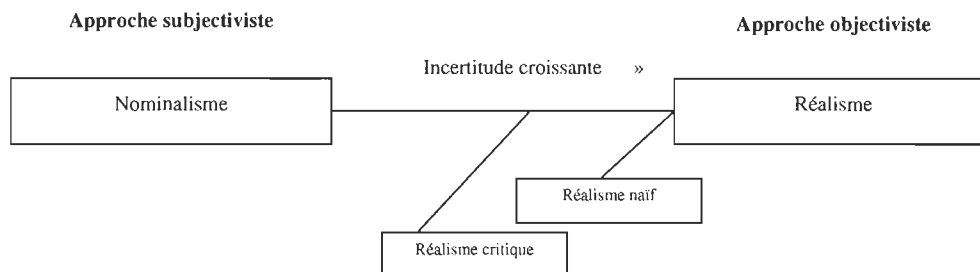 Approche subjectiviste
Approche objectiviste
Incertitude croissante »
Nominalisme
Réalisme
Réalisme naïf
Réalisme critique